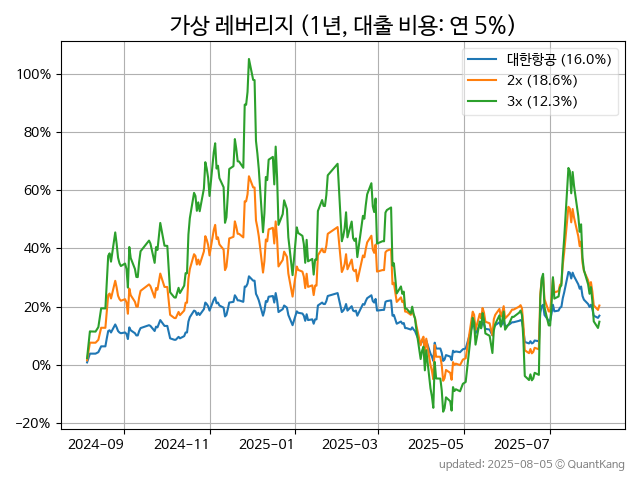 가상 레버리지 (1년, 대출 비용: 연 5%)
대한항공 (16.0%)
2x (18.6%)
3x (12.3%)
100%
80%
60%
40%
20%
0%
−20%
2024-09 2024-11 2025-01 2025-03 2025-05 2025-07
updated: 2025-08-05 © QuantKang